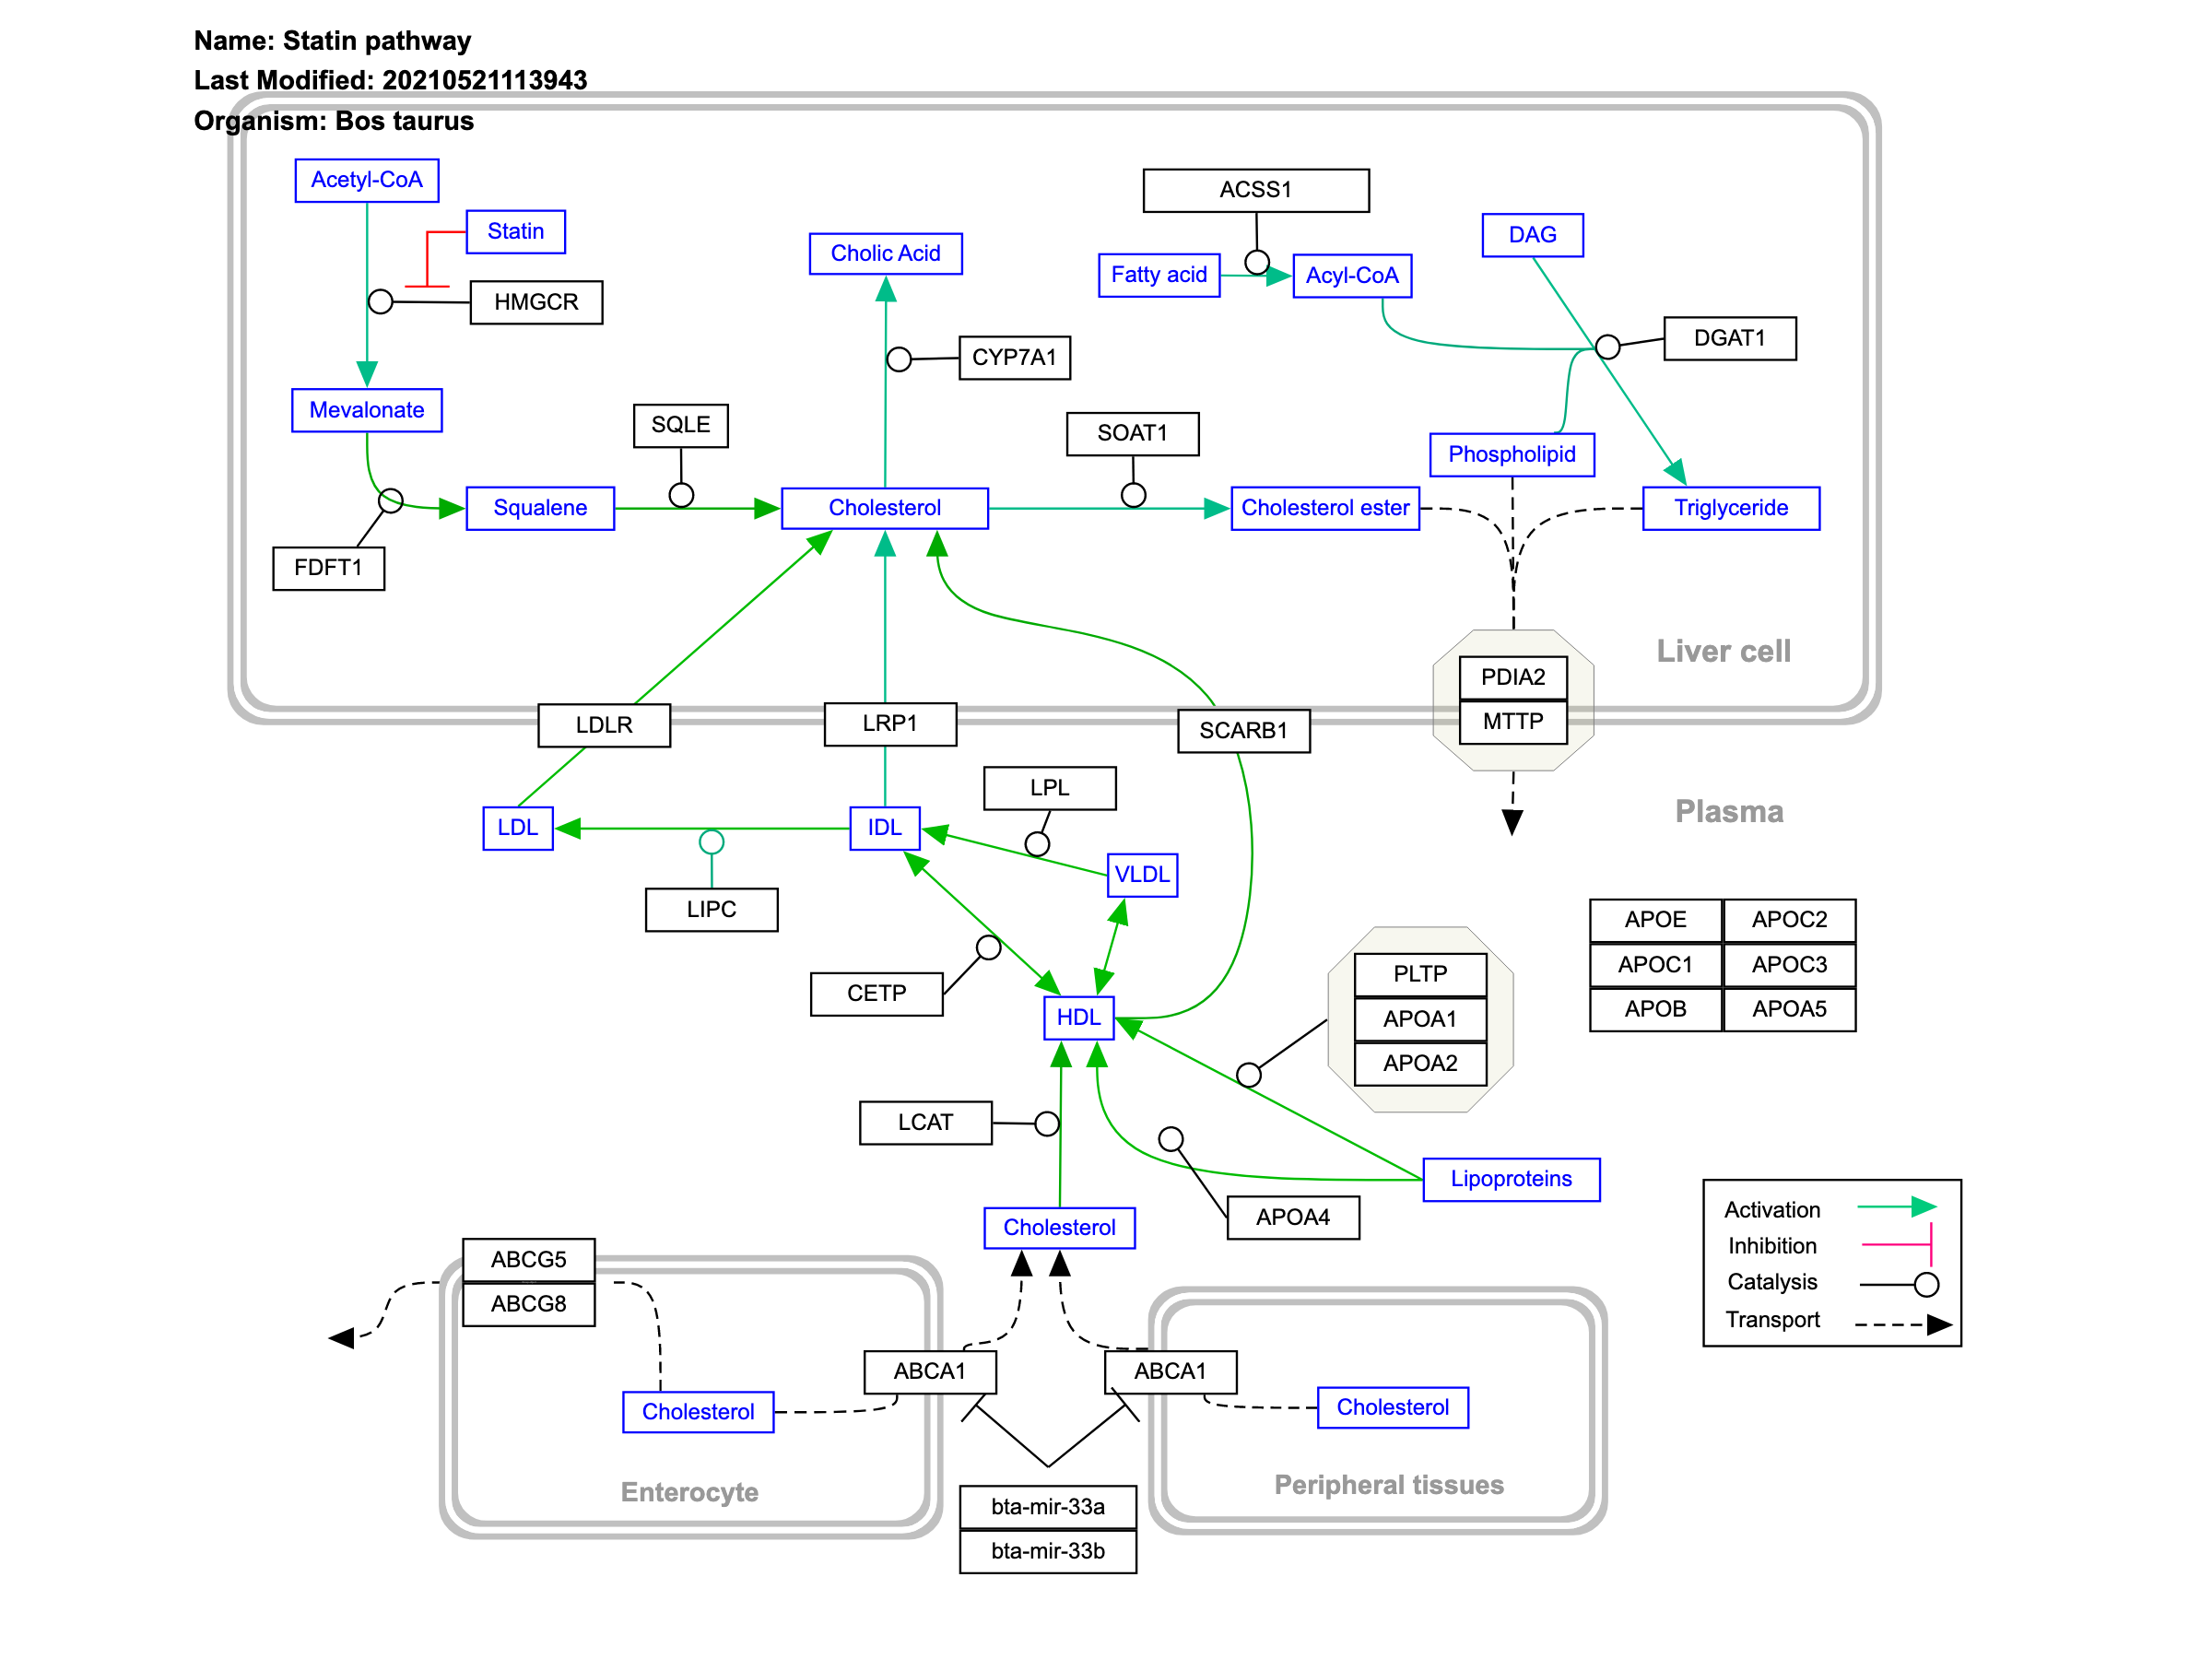 Name: Statin pathway
Last Modified: 20210521113943
Organism: Bos taurus
Acetyl-CoA
ACSS1
Statin
DAG
Cholic Acid
Fatty acid
Acyl-CoA
HMGCR
DGAT1
CYP7A1
Mevalonate
SQLE
SOAT1
Phospholipid
Squalene
Cholesterol
Cholesterol ester
Triglyceride
FDFT1
Liver cell
PDIA2
MTTP
LDLR
LRP1
SCARB1
LPL
Plasma
LDL
IDL
VLDL
LIPC
APOE
APOC2
APOC1
APOC3
APOB
APOA5
CETP
PLTP
APOA1
APOA2
HDL
LCAT
Lipoproteins
APOA4
Cholesterol
Activation
Inhibition
Catalysis
Transport
ABCG5
ABCG8
ABCA1
ABCA1
Cholesterol
Cholesterol
Enterocyte
Peripheral tissues
bta-mir-33a
bta-mir-33b